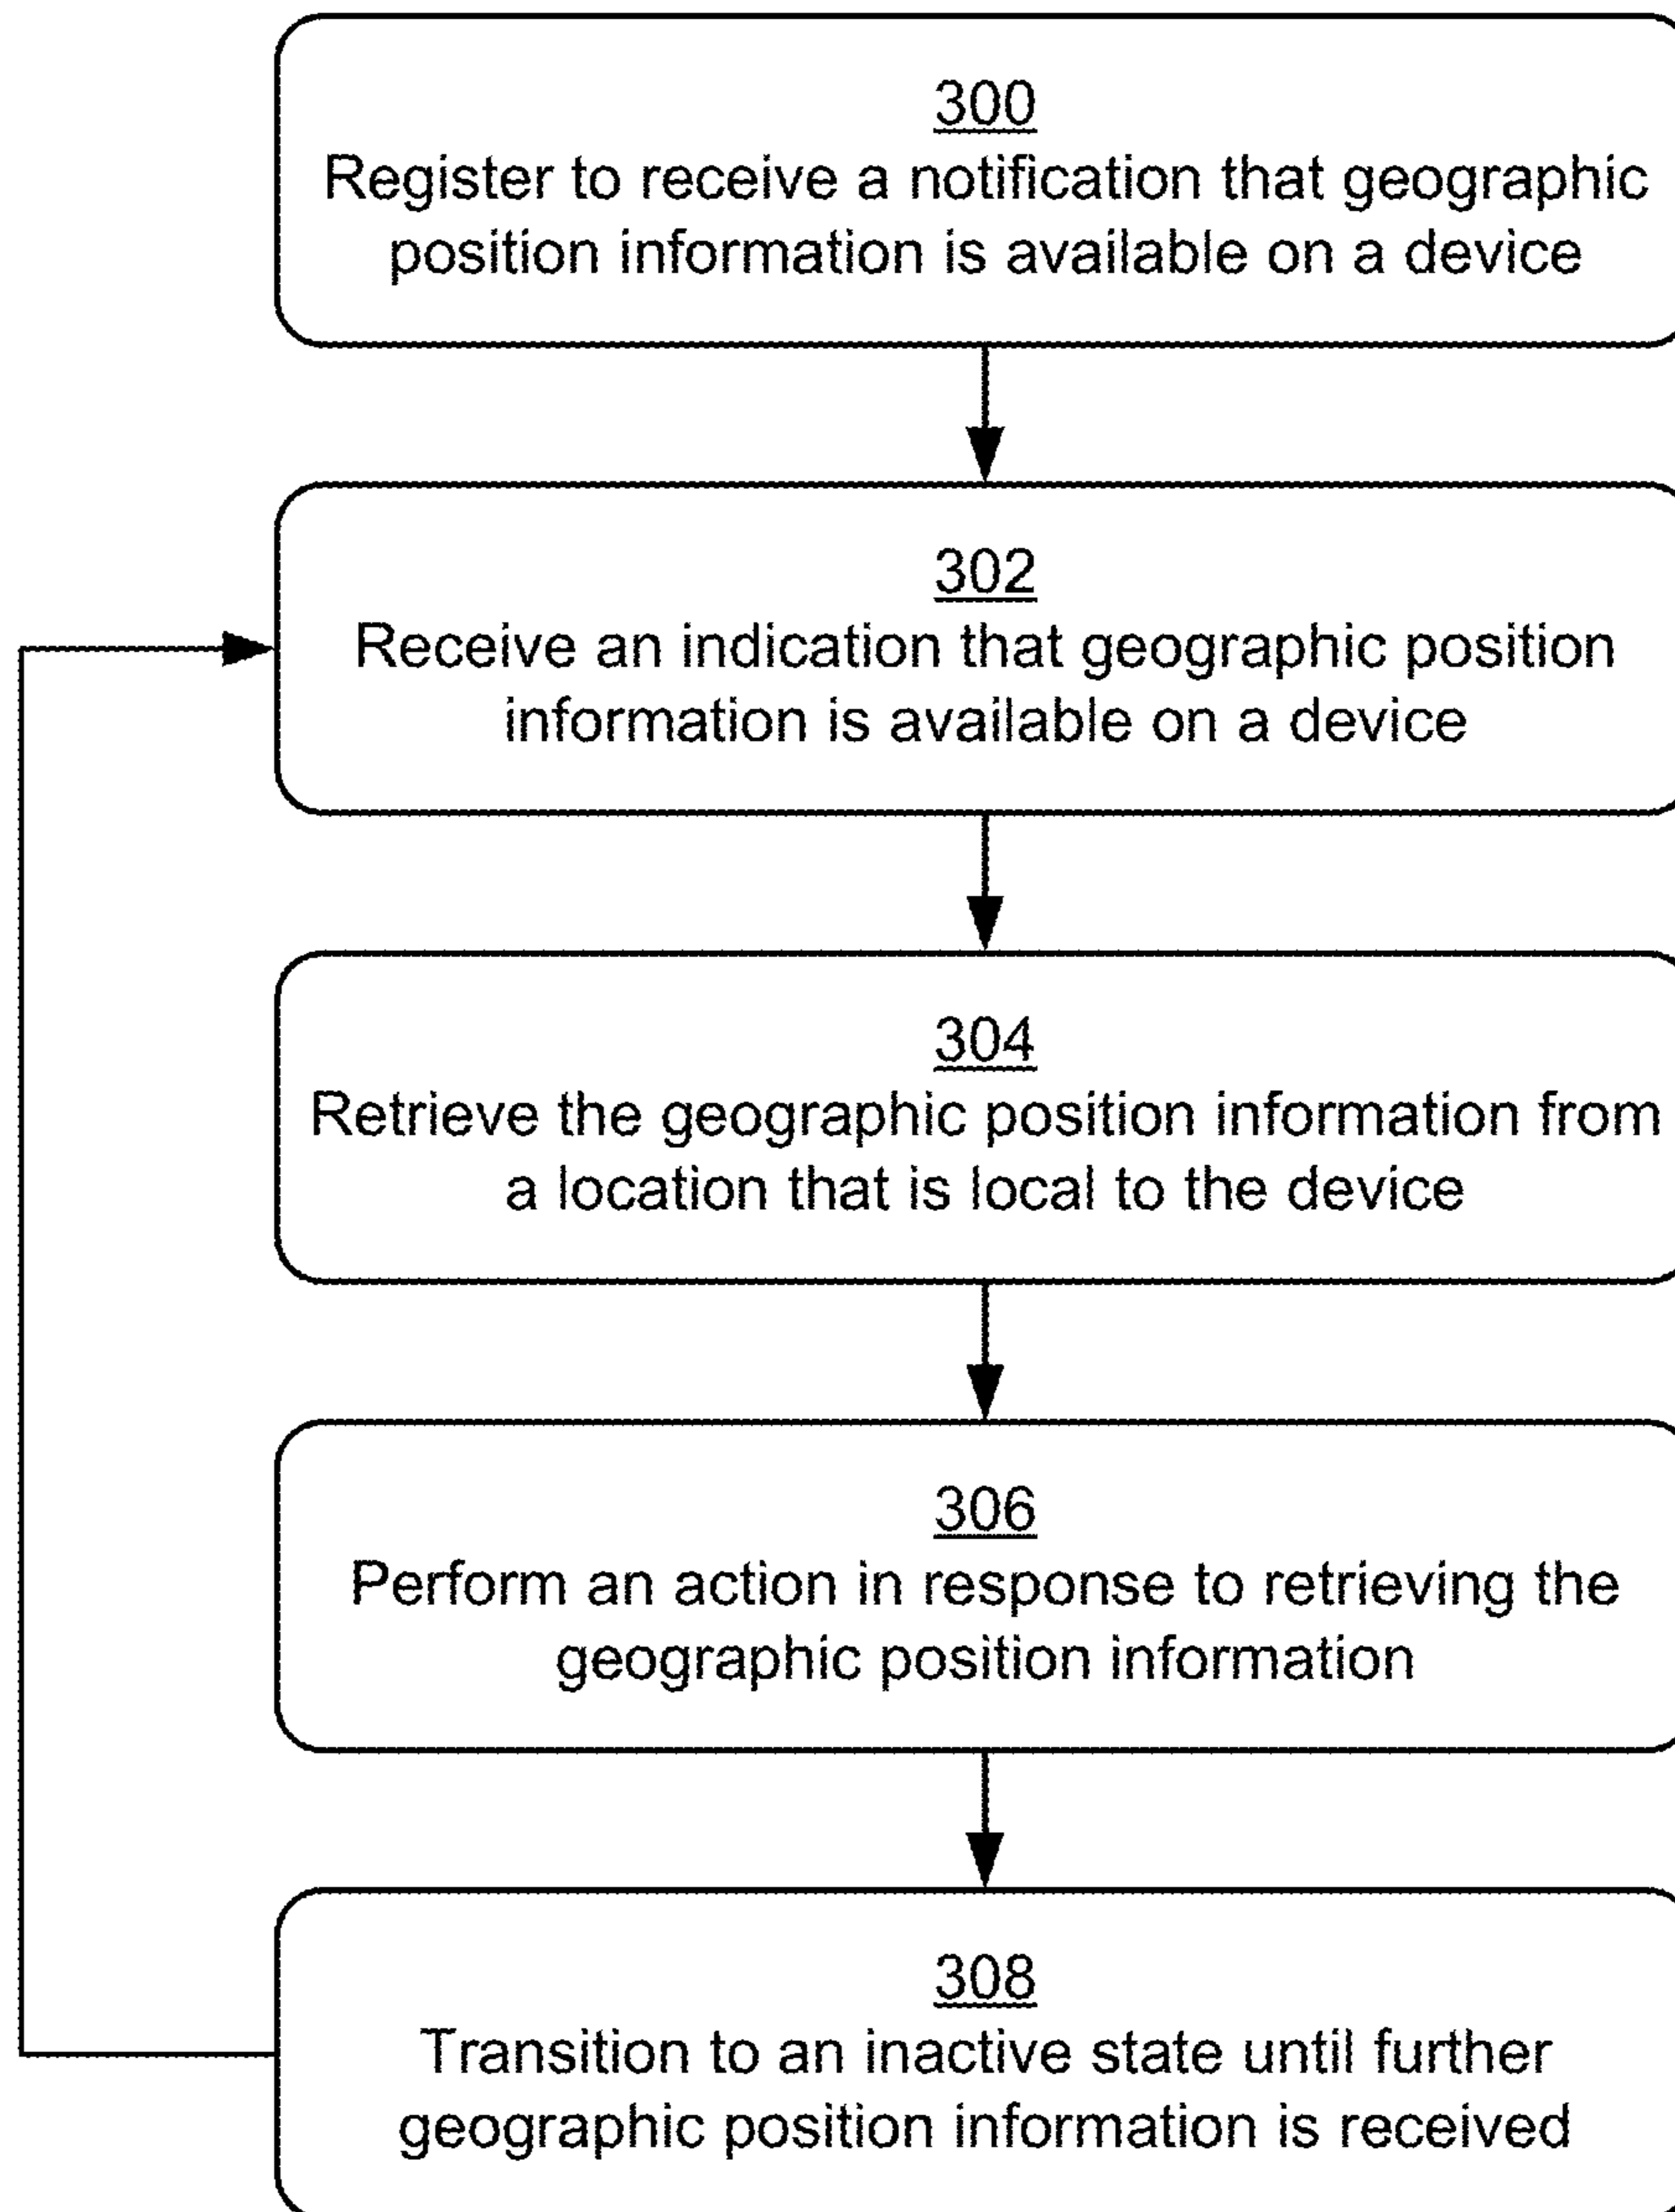 300
Register to receive a notification that geographic
position information is available on a device
302
Receive an indication that geographic position
information is available on a device
304
Retrieve the geographic position information from
a location that is local to the device
306
Perform an action in response to retrieving the
geographic position information
308
Transition to an inactive state until further
geographic position information is received